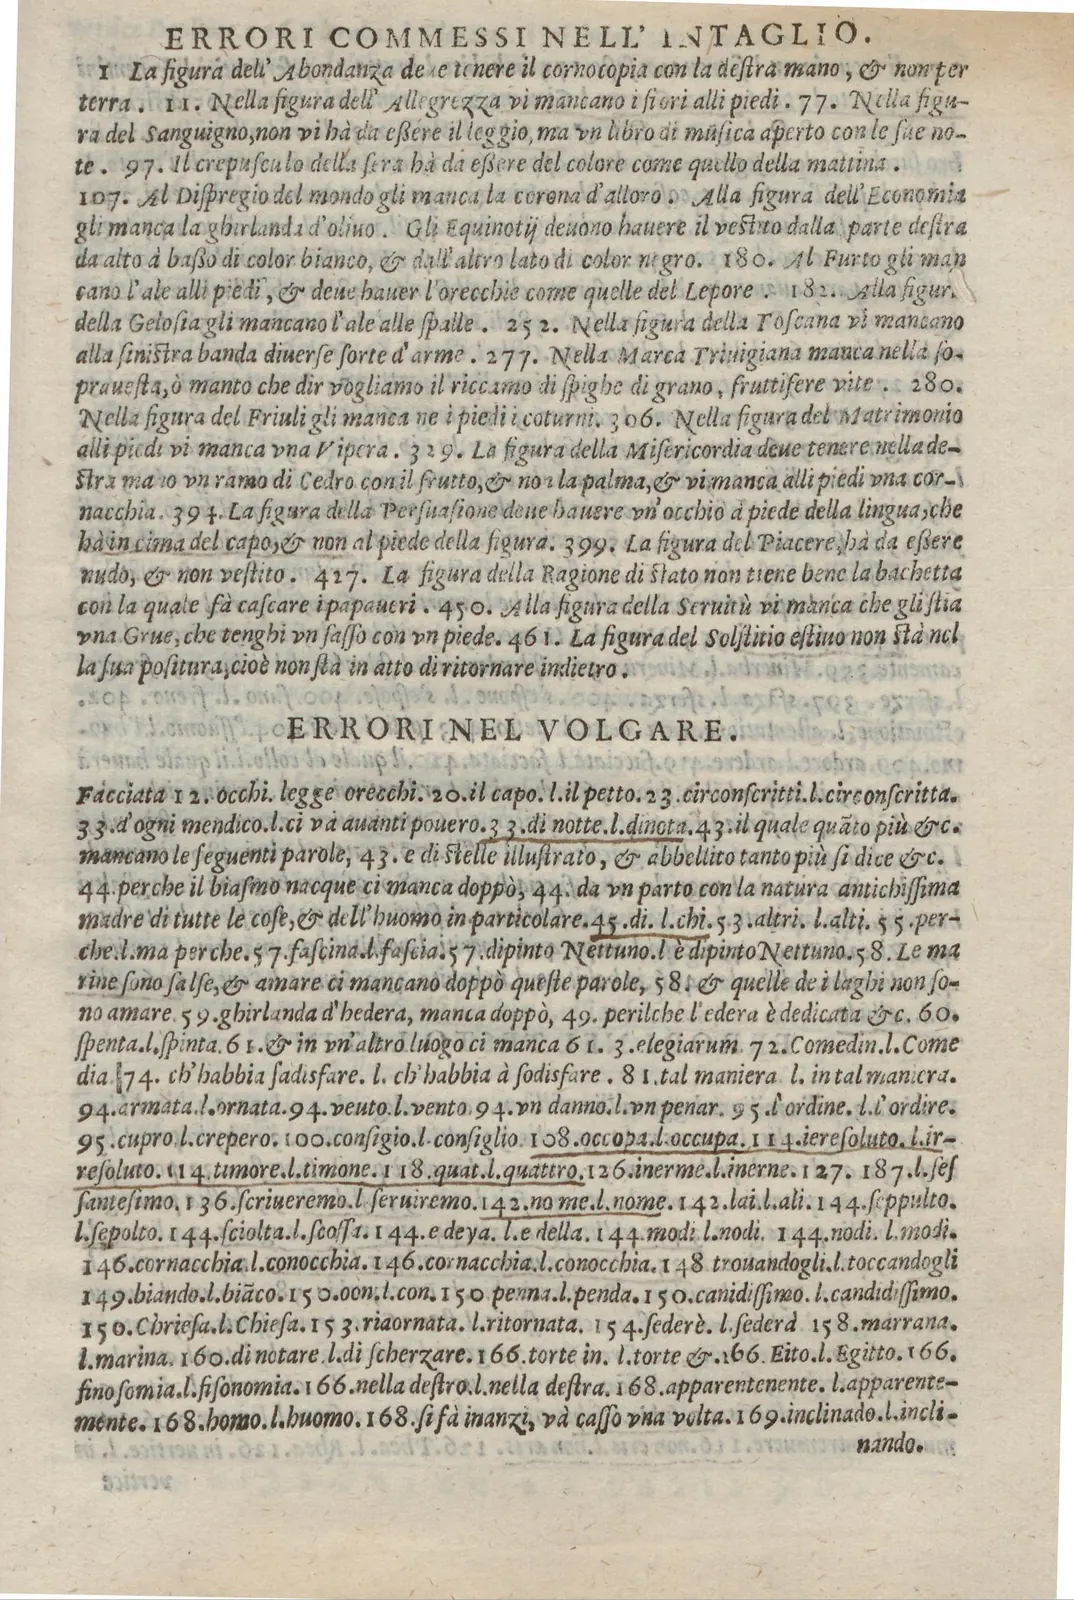 ERRORI COMMESSI NELL' INTAGLIO.
1 La figura dell'Abondanza deue tenere il cornocopia con la deſtra mano, & non per
terra. 11. Nella figura dell'Allegrezza vi mancano i fiori alli piedi. 77. Nella figu-
ra del Sanguigno, non vi hà da eßere il leggio, ma vn libro di muſica aperto con le ſue no-
te. 97. Il crepuſculo della ſera hà da eßere del colore come quello della mattina.
107. Al Diſpregio del mondo gli manca la corona d'alloro. Alla figura dell'Economia
gli manca la ghirlanda d'oliuo. Gli Equinotij deuono hauere il veſtito dalla parte deſtra
da alto à baßo di color bianco, & dall'altro lato di color negro. 180. Al Furto gli man
cano l'ale alli piedi, & deue hauer l'orecchie come quelle del Lepore. 182. Alla figur
della Geloſia gli mancano l'ale alle ſpalle. 252. Nella figura della Toſcana vi mancano
alla ſiniſtra banda diuerſe ſorte d'arme. 277. Nella Marca Triuigiana manca nella ſo-
praueſta, ò manto che dir vogliamo il riccamo di ſpighe di grano, fruttifere vite. 280.
Nella figura del Friuli gli manca ne i piedi i coturni. 306. Nella figura del Matrimonio
alli piedi vi manca vna Vipera. 329. La figura della Miſericordia deue tenere nella de-
ſtra mano vn ramo di Cedro con il frutto, & non la palma, & vi manca alli piedi vna cor-
nacchia. 394. La figura della Perſuaſione deue hauere vn'occhio à piede della lingua, che
hà in cima del capo, & non al piede della figura. 399. La figura del Piacere, hà da eßere
nudo, & non veſtito. 427. La figura della Ragione di ſtato non tiene bene la bachetta
con la quale fà caſcare i papaueri. 450. Alla figura della Seruitù vi manca che gli ſtia
vna Grue, che tenghi vn ſaſſo con vn piede. 461. La figura del Solſtitio eſtiuo non ſtà nel
la ſua poſitura, cioè non ſtà in atto di ritornare indietro.
ERRORI NEL VOLGARE.
Facciata 12. occhi. legge orecchi. 20. il capo. l. il petto. 23. circonſcritti. l. circonſcritta.
33. d'ogni mendico. l. ci và auanti pouero. 33. di notte. l. dinota. 43. il quale quãto più &c.
mancano le ſeguenti parole, 43. e di ſtelle illuſtrato, & abbellito tanto più ſi dice &c.
44. perche il biaſmo nacque ci manca doppò, 44. da vn parto con la natura antichiſſima
madre di tutte le coſe, & dell'huomo in particolare. 45. di. l. chi. 53. altri. l. alti. 55. per-
che. l. ma perche. 57. faſcina. l. faſcia. 57. dipinto Nettuno. l è dipinto Nettuno. 58. Le ma
rine ſono ſalſe, & amare ci mancano doppò queſte parole, 58. & quelle de i laghi non ſo-
no amare. 59. ghirlanda d'hedera, manca doppò, 49. perilche l'edera è dedicata &c. 60.
ſpenta. l. ſpinta. 61. & in vn'altro luogo ci manca 61. 3. elegiarum 72. Comedin. l. Come
dia. 74. ch'habbia ſadisfare. l. ch'habbia à ſodisfare. 81. tal maniera l. in tal maniera.
94. armata. l. ornata. 94. veuto. l. vento. 94. vn danno. l. vn penar. 95. l'ordine. l. l'ordire.
95. cupro. l. crepero. 100. conſigio. l. conſiglio. 108. occopa. l. occupa. 114. iereſoluto. l. ir-
reſoluto. 114. tımore. l. timone. 118. quat. l. quattro. 126. inerme. l. inerne. 127. 187. l. ſeſ
ſanteſimo. 136. ſcriueremo. l ſeruiremo. 142. no me. l. nome. 142. lai. l. ali. 144. ſeppulto.
l. ſepolto. 144. ſciolta. l. ſcoſſa. 144. e deya. l. e della. 144. modi l. nodi. 144. nodi. l. modi.
146. cornacchia. l. conocchia. 146. cornacchia. l. conocchia. 148 trouandogli. l. toccandogli
149. biando. l. biãco. 150. oon. l. con. 150 penna. l. penda. 150. canidiſſimo. l. candidiſſimo.
150. Chrieſa. l. Chieſa. 153. riaornata. l. ritornata. 154. ſederè. l. ſederà 158. marrana.
l. marina. 160. di notare. l. di ſcherzare. 166. torte in. l. torte &. 166. Eito. l. Egitto. 166.
fino ſomia. l. fiſonomia. 166. nella deſtro. l. nella deſtra. 168. apparentenente. l. apparente-
mente. 168. homo. l. huomo. 168. ſi fà inanzi, và caſſo vna volta. 169. inclinado. l. incli-
nando.